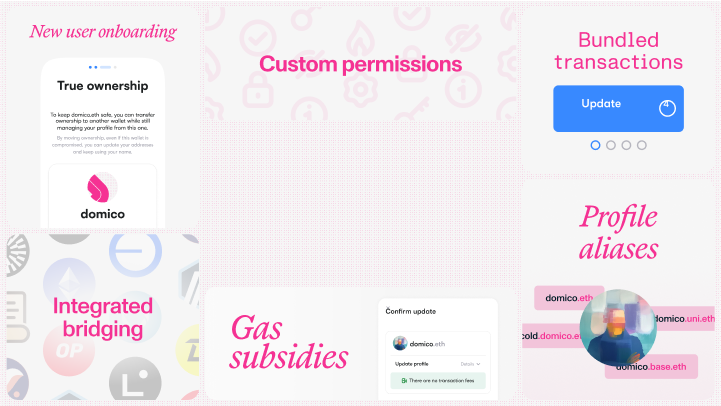 New user onboarding
True ownership
To keep domico.eth safe, you can transfer
ownership to another wallet while still
managing your profile from this one.
By moving ownership, even if this wallet is
compromised, you can update your addresses
and keep using your name.
domico
Custom permissions
Bundled
transactions
Update
4
Integrated
bridging
OP
L
Gas
subsidies
Confirm update
domico.eth
Update profile
Details
There are no transaction fees
Profile
aliases
domico.eth
domico.uni.eth
cold.domico.e
domico.base.eth